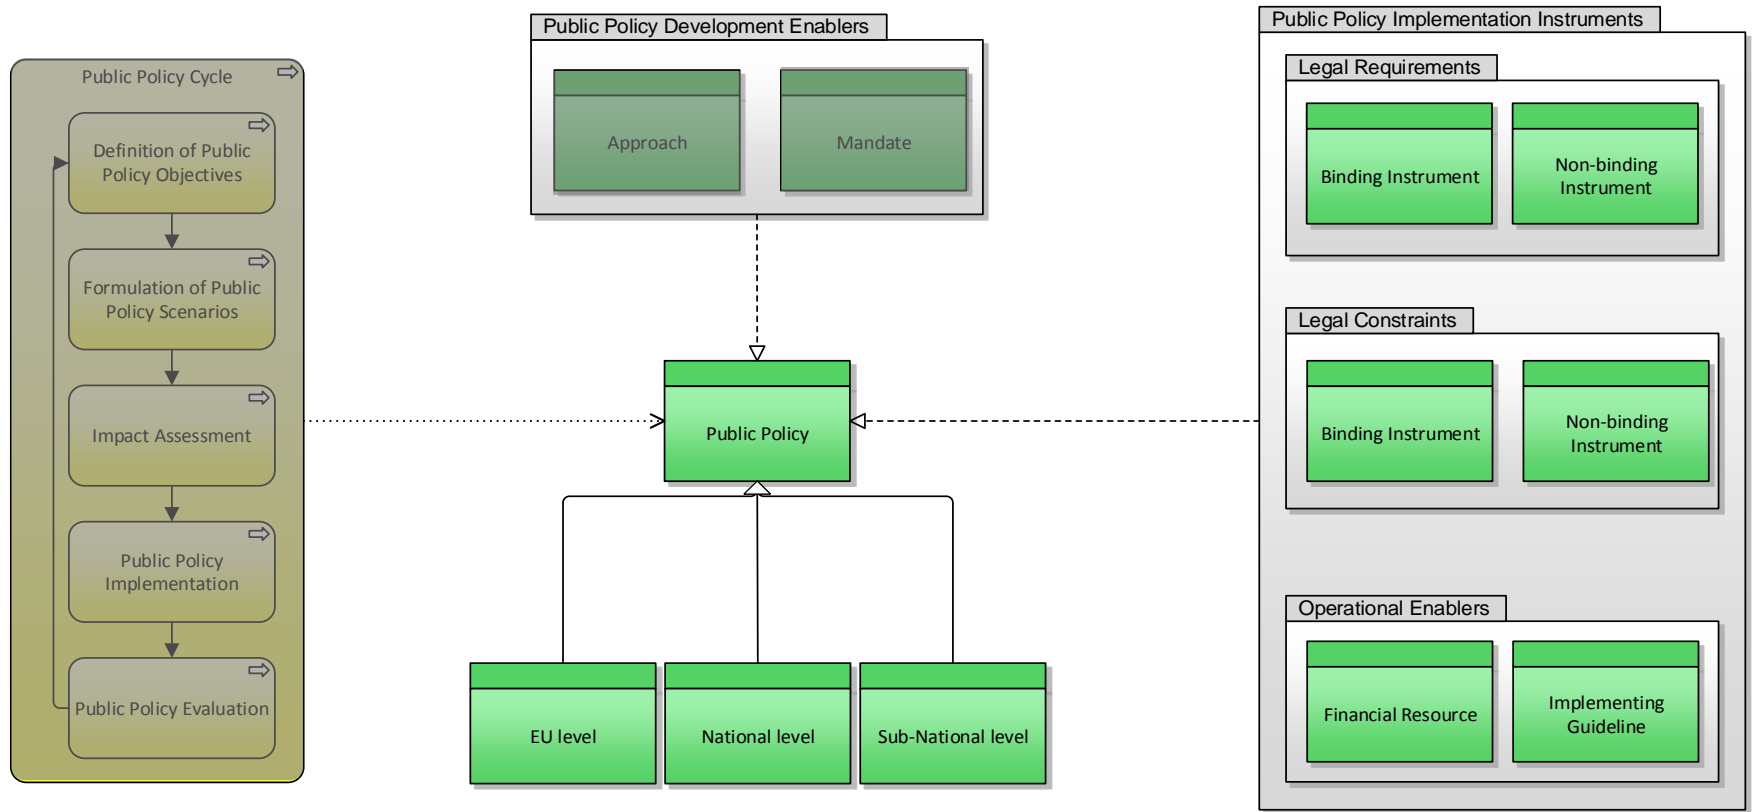 Public Policy Cycle
Definition of Public
Policy Objectives
Formulation of Public
Policy Scenarios
Impact Assessment
Public Policy
Implementation
Public Policy Evaluation
Public Policy Development Enablers
Approach
Mandate
Public Policy
EU level
National level
Sub-National level
Public Policy Implementation Instruments
Legal Requirements
Binding Instrument
Non-binding
Instrument
Legal Constraints
Binding Instrument
Non-binding
Instrument
Operational Enablers
Financial Resource
Implementing
Guideline